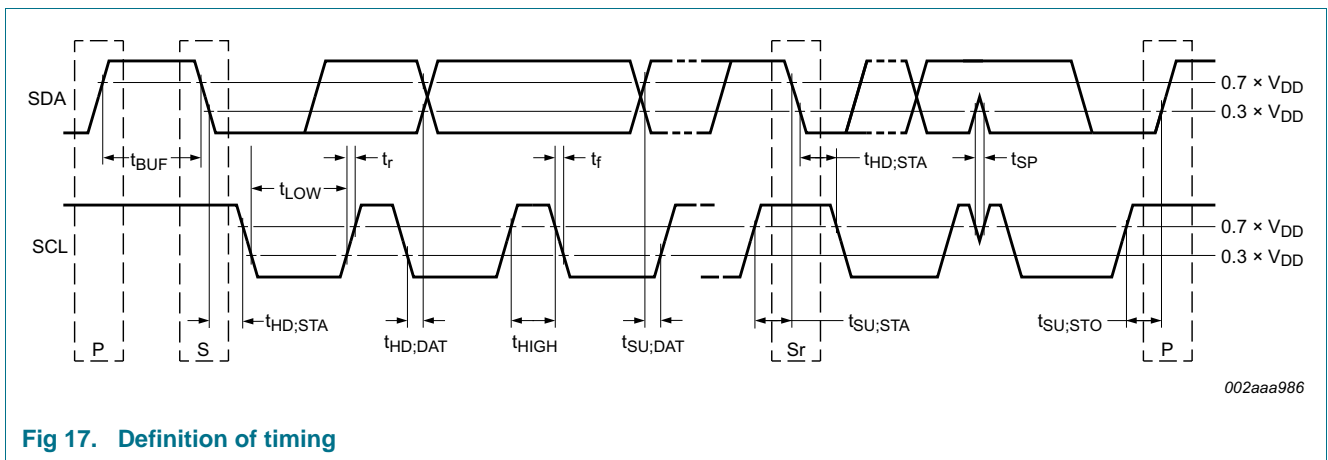 SDA
0.7 × VDD
0.3 × VDD
tBUF
tr
tf
tHD;STA
tSP
tLOW
SCL
0.7 × VDD
0.3 × VDD
tHD;STA
tHD;DAT
tHIGH
tSU;DAT
tSU;STA
tSU;STO
P
S
Sr
P
002aaa986
Fig 17. Definition of timing